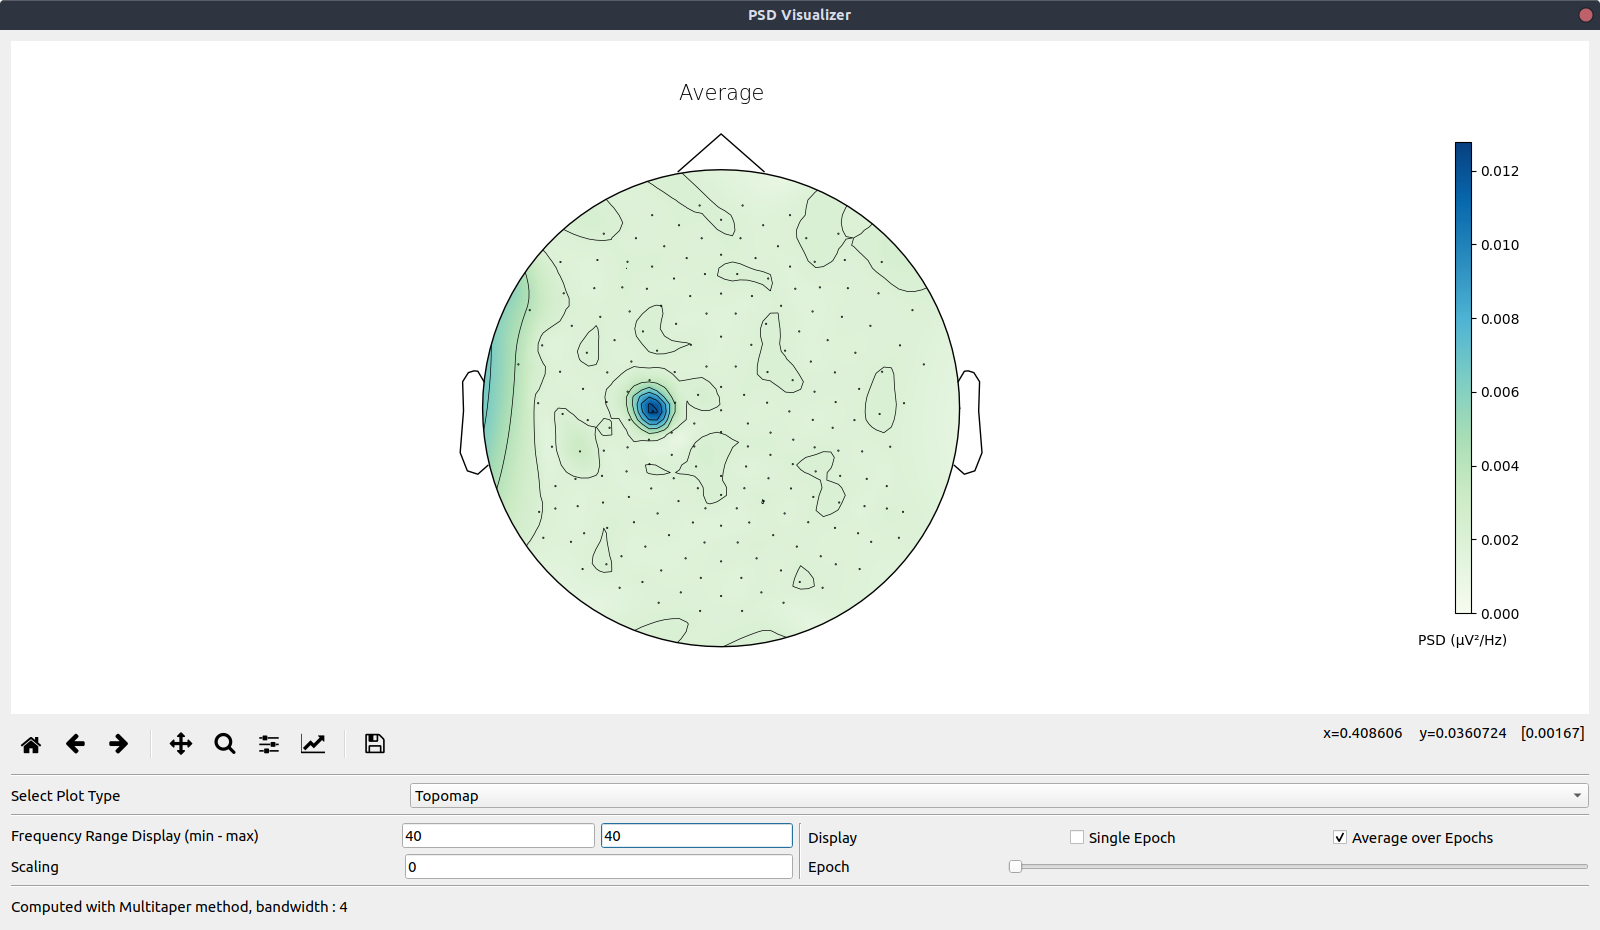 PSD Visualizer
Average
0.012
0.010
0.008
0.006
0.004
0.002
0.000
PSD (µV²/Hz)
x=0.408606 y=0.0360724 [0.00167]
Select Plot Type Topomap
Frequency Range Display (min - max) 40 40 Display Single Epoch Average over Epochs
Scaling 0 Epoch
Computed with Multitaper method, bandwidth : 4